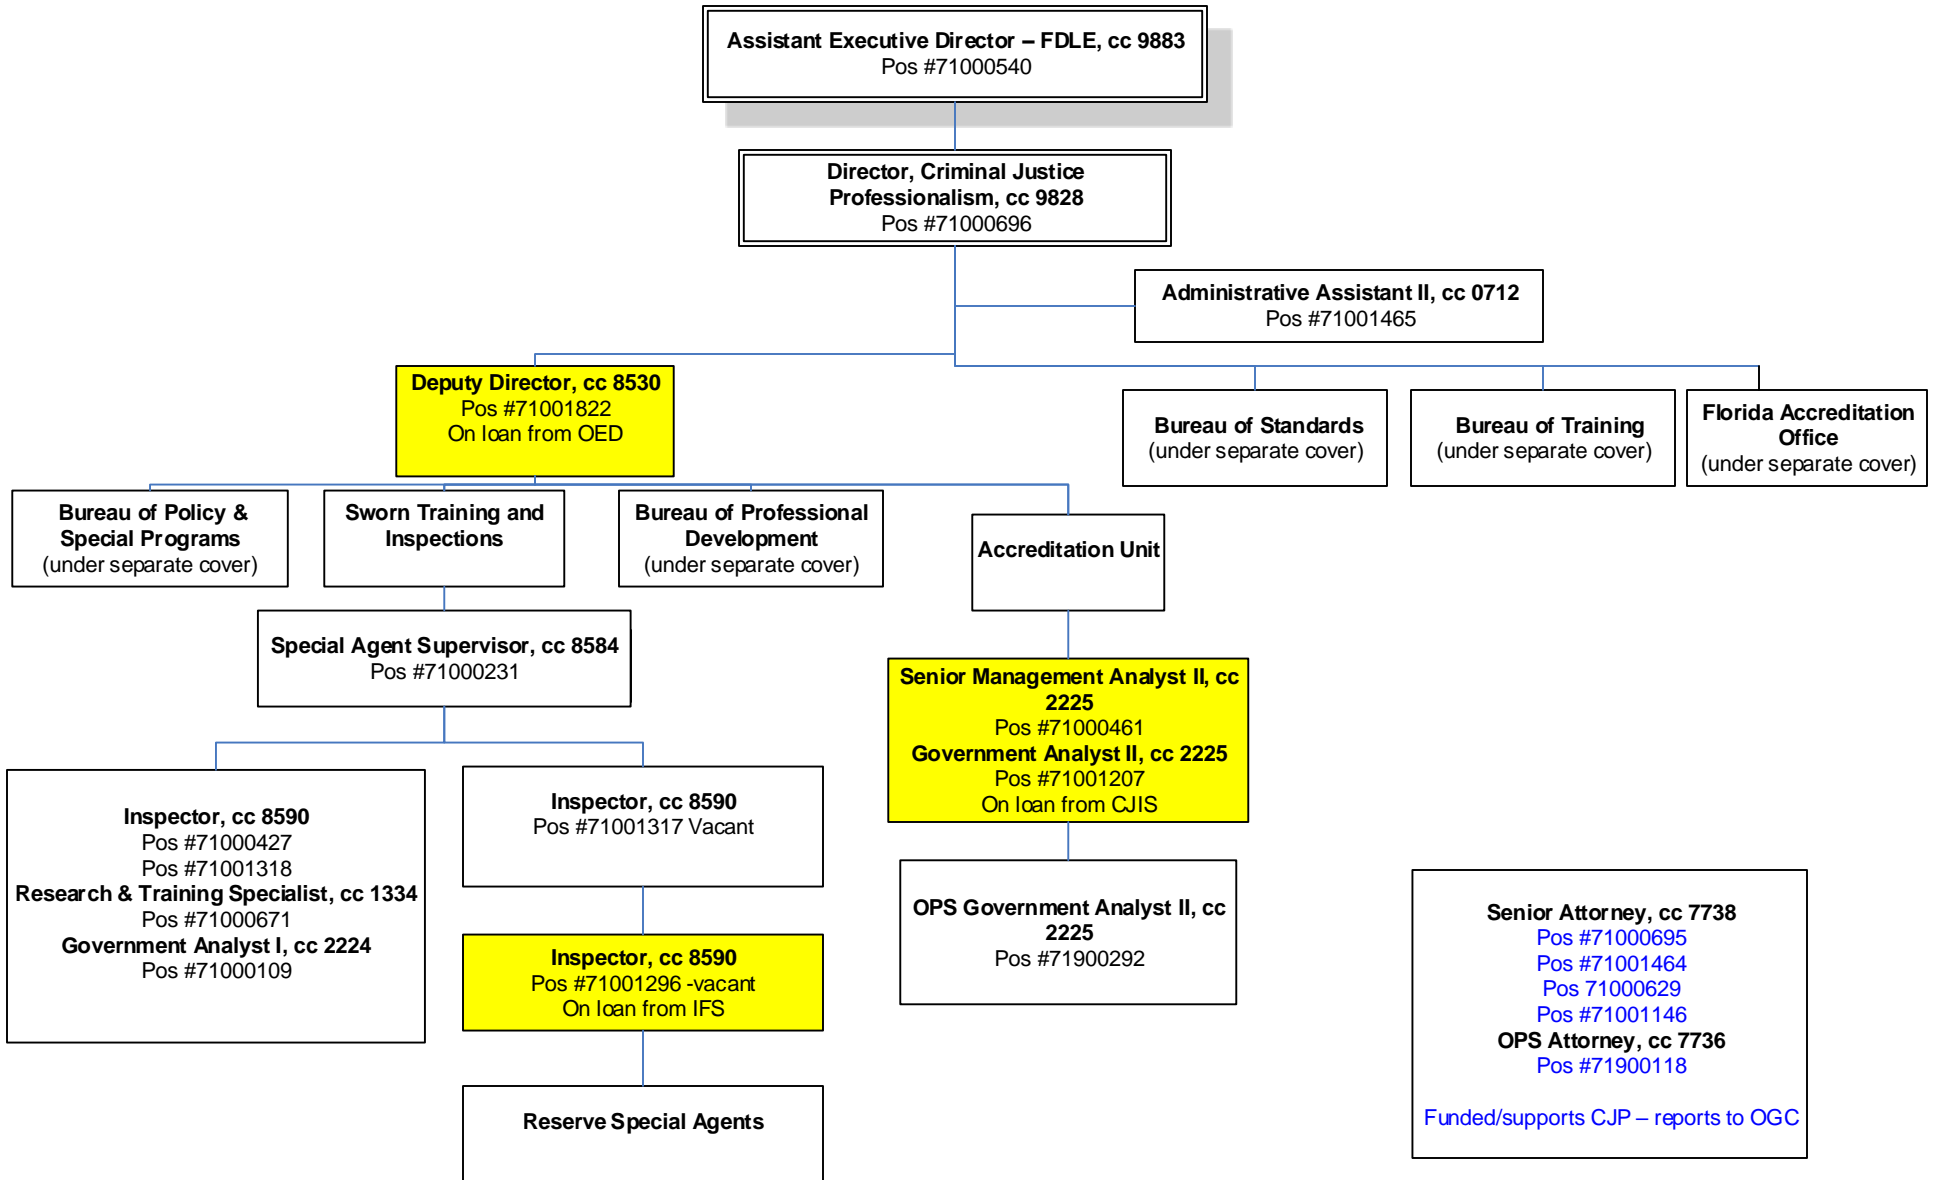 Assistant Executive Director – FDLE, cc 9883
Pos #71000540
Director, Criminal Justice
Professionalism, cc 9828
Pos #71000696
Administrative Assistant II, cc 0712
Pos #71001465
Deputy Director, cc 8530
Pos #71001822
On loan from OED
Bureau of Standards
(under separate cover)
Bureau of Training
(under separate cover)
Florida Accreditation
Office
(under separate cover)
Bureau of Policy &
Special Programs
(under separate cover)
Sworn Training and
Inspections
Bureau of Professional
Development
(under separate cover)
Accreditation Unit
Special Agent Supervisor, cc 8584
Pos #71000231
Senior Management Analyst II, cc
2225
Pos #71000461
Government Analyst II, cc 2225
Pos #71001207
On loan from CJIS
Inspector, cc 8590
Pos #71000427
Pos #71001318
Research & Training Specialist, cc 1334
Pos #71000671
Government Analyst I, cc 2224
Pos #71000109
Inspector, cc 8590
Pos #71001317 Vacant
Inspector, cc 8590
Pos #71001296 -vacant
On loan from IFS
Reserve Special Agents
OPS Government Analyst II, cc
2225
Pos #71900292
Senior Attorney, cc 7738
Pos #71000695
Pos #71001464
Pos 71000629
Pos #71001146
OPS Attorney, cc 7736
Pos #71900118
Funded/supports CJP – reports to OGC